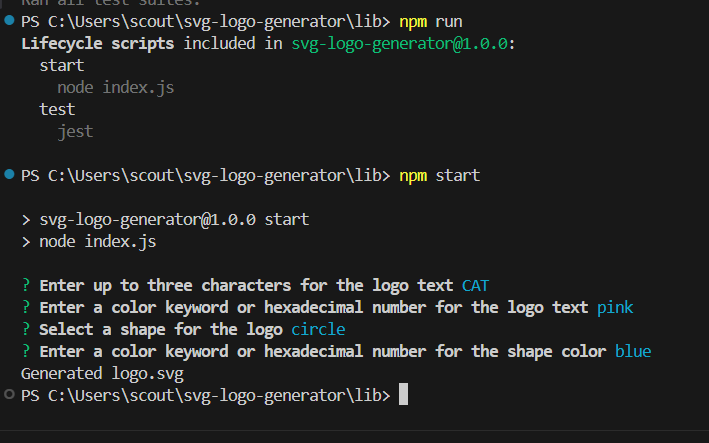 Ran all test suites.
PS C:\Users\scout\svg-logo-generator\lib> npm run
Lifecycle scripts included in svg-logo-generator@1.0.0:
  start
    node index.js
  test
    jest
PS C:\Users\scout\svg-logo-generator\lib> npm start
> svg-logo-generator@1.0.0 start
> node index.js
? Enter up to three characters for the logo text CAT
? Enter a color keyword or hexadecimal number for the logo text pink
? Select a shape for the logo circle
? Enter a color keyword or hexadecimal number for the shape color blue
Generated logo.svg
PS C:\Users\scout\svg-logo-generator\lib>